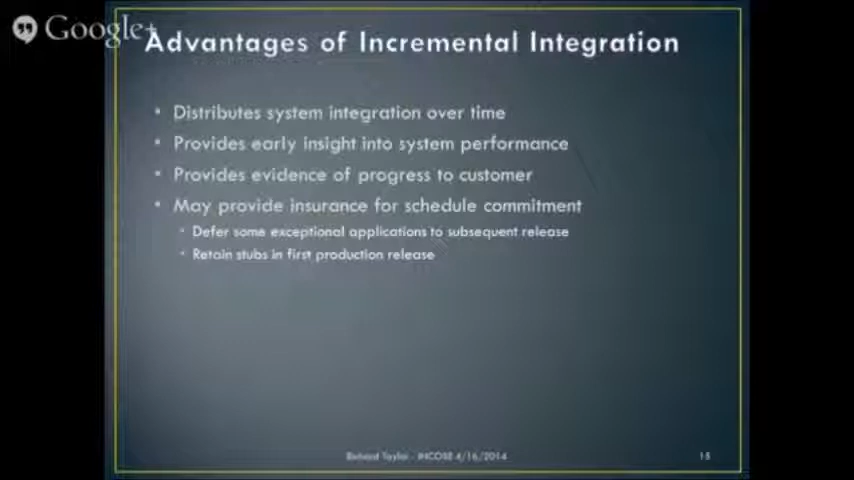 Google+
Advantages of Incremental Integration
• Distributes system integration over time
• Provides early insight into system performance
• Provides evidence of progress to customer
• May provide insurance for schedule commitment
• Defer some exceptional applications to subsequent release
• Retain stubs in first production release
Taylor - INCOSE 4/16/2014
15